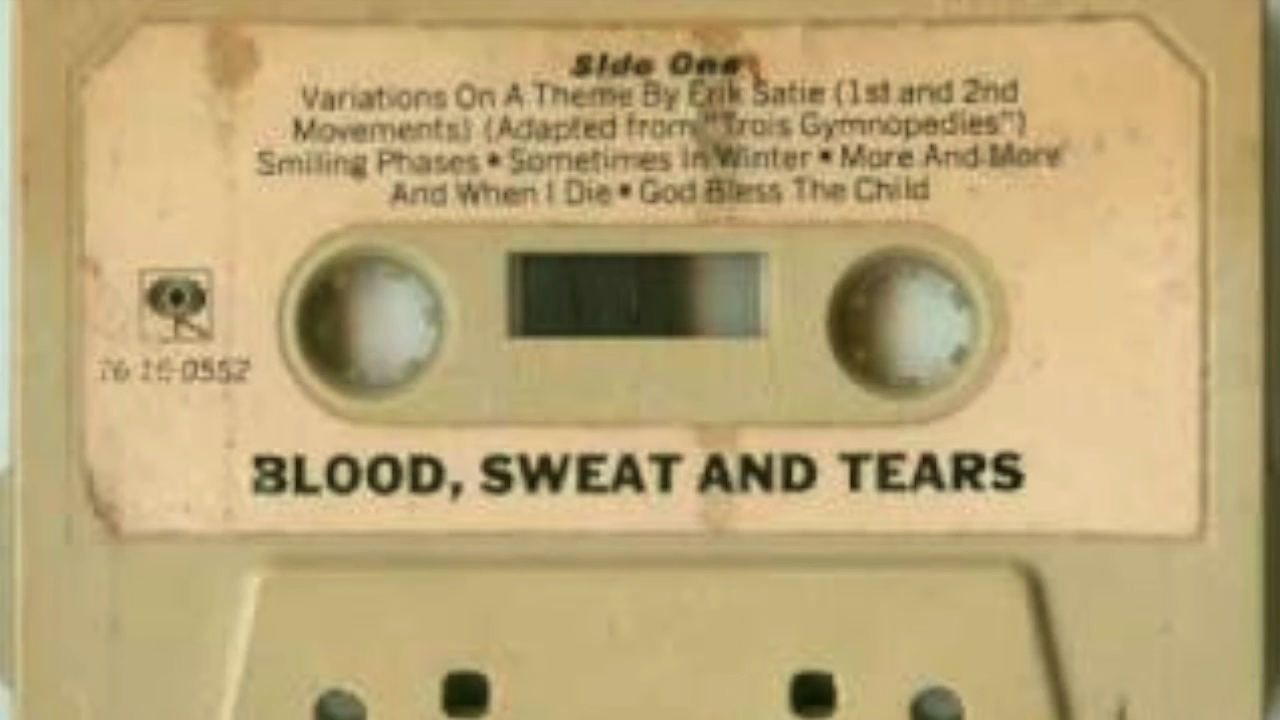 Side One
Variations On A Theme By Erik Satie (1st and 2nd
Movements) (Adapted from "Trois Gymnopedies")
Smiling Phases • Sometimes In Winter • More And More
And When I Die • God Bless The Child
BLOOD, SWEAT AND TEARS